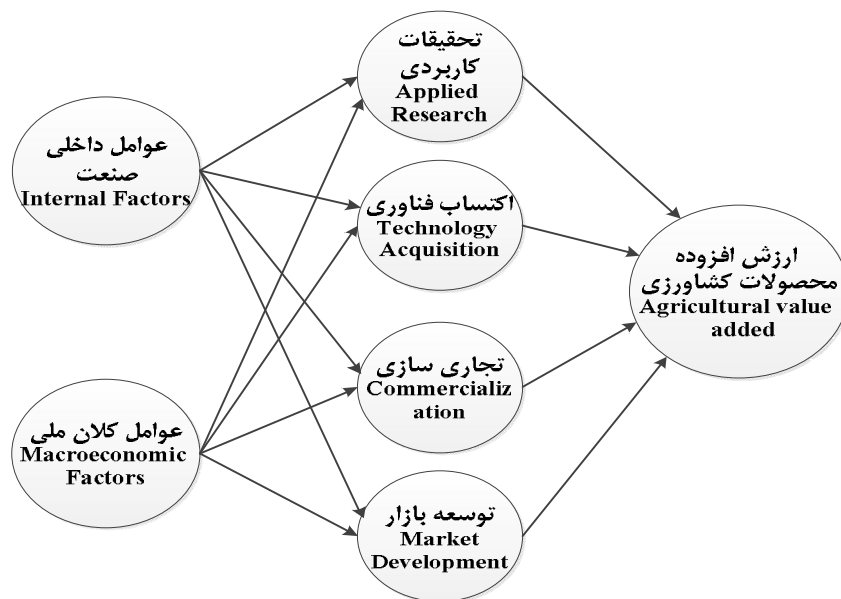 تحقیقات
کاربردی
Applied
Research
عوامل داخلی
صنعت
Internal Factors
اکتساب فناوری
Technology
Acquisition
ارزش افزوده
محصولات کشاورزی
Agricultural value
added
تجاری سازی
Commercializ
ation
عوامل کلان ملی
Macroeconomic
Factors
توسعه بازار
Market
Development